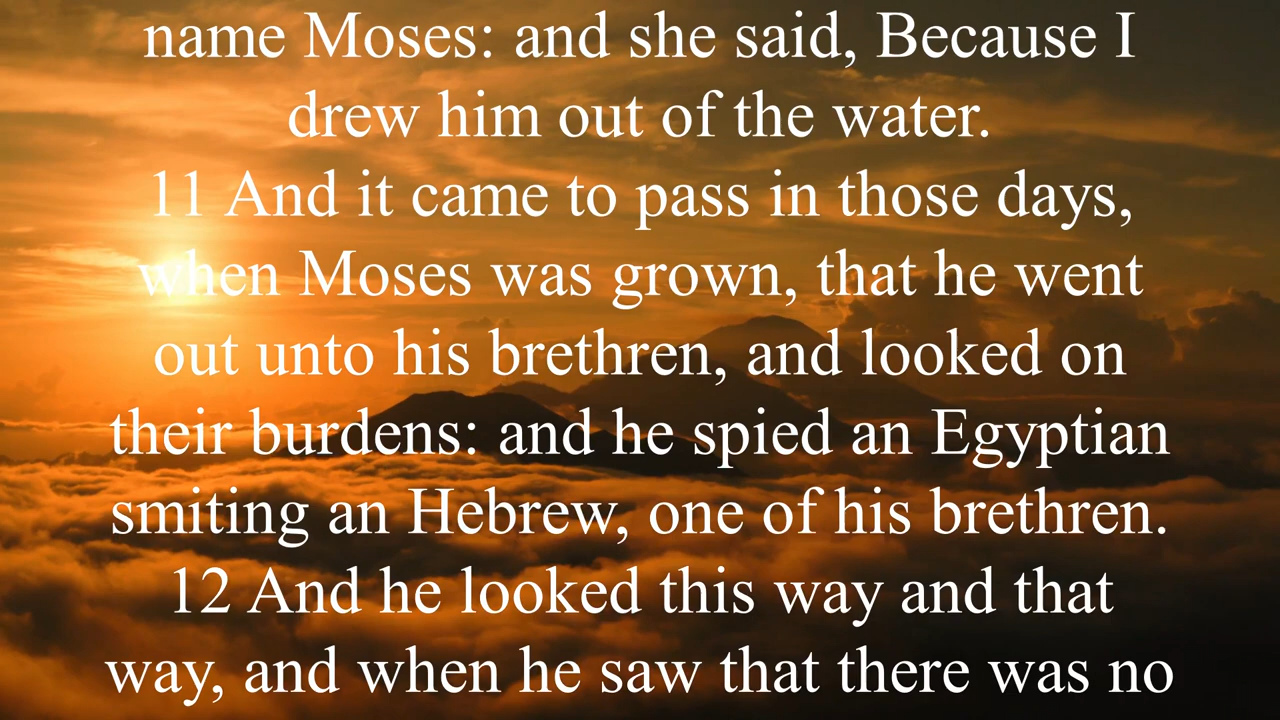 name Moses: and she said, Because I
drew him out of the water.
11 And it came to pass in those days,
when Moses was grown, that he went
out unto his brethren, and looked on
their burdens: and he spied an Egyptian
smiting an Hebrew, one of his brethren.
12 And he looked this way and that
way, and when he saw that there was no